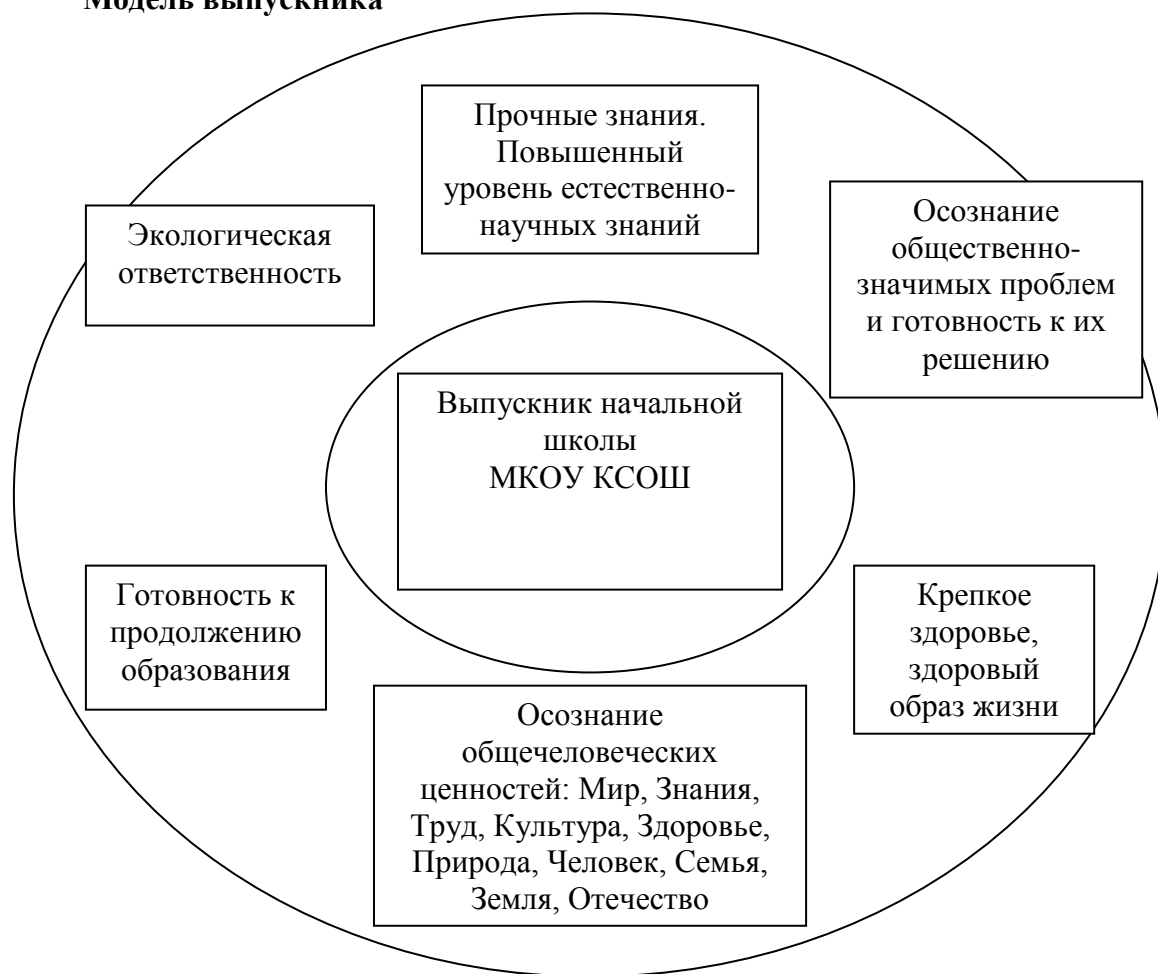 Модель выпускника
Прочные знания.
Повышенный
уровень естественно-
научных знаний
Экологическая
ответственность
Осознание
общественно-
значимых проблем
и готовность к их
решению
Выпускник начальной
школы
МКОУ КСОШ
Готовность к
продолжению
образования
Крепкое
здоровье,
здоровый
образ жизни
Осознание
общечеловеческих
ценностей: Мир, Знания,
Труд, Культура, Здоровье,
Природа, Человек, Семья,
Земля, Отечество